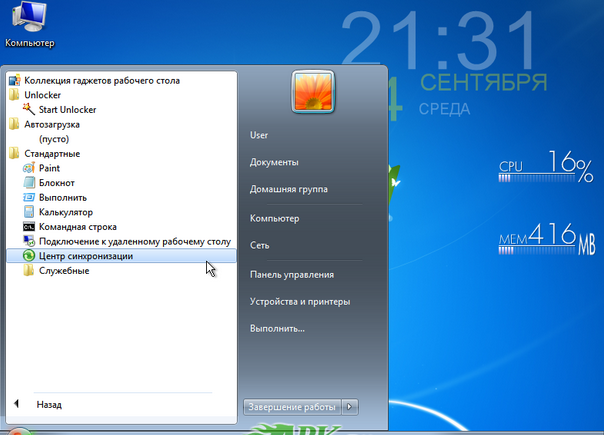 Компьютер
21:31
4 СЕНТЯБРЯ
СРЕДА
CPU 16%
MEM 416 MB
Коллекция гаджетов рабочего стола
Unlocker
Start Unlocker
Автозагрузка
(пусто)
Стандартные
Paint
Блокнот
Выполнить
Калькулятор
Командная строка
Подключение к удаленному рабочему столу
Центр синхронизации
Служебные
Назад
User
Документы
Домашняя группа
Компьютер
Сеть
Панель управления
Устройства и принтеры
Выполнить...
Завершение работы